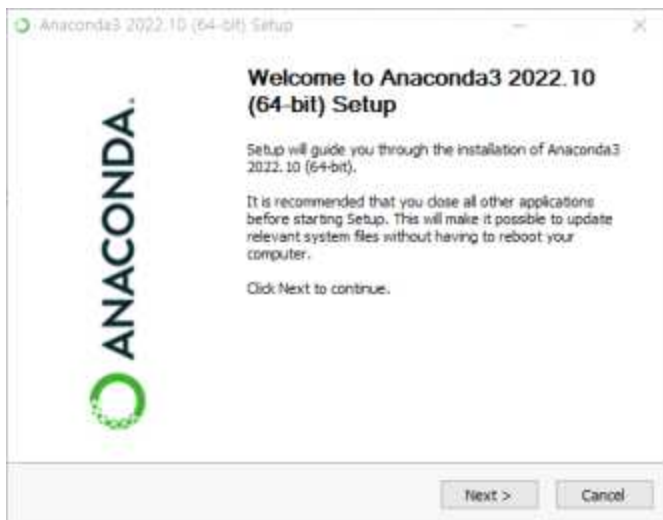 Anaconda3 2022.10 (64-bit) Setup
Welcome to Anaconda3 2022.10
(64-bit) Setup
Setup will guide you through the installation of Anaconda3
2022.10 (64-bit).
It is recommended that you close all other applications
before starting Setup. This will make it possible to update
relevant system files without having to reboot your
computer.
Click Next to continue.
ANACONDA.
Next >
Cancel